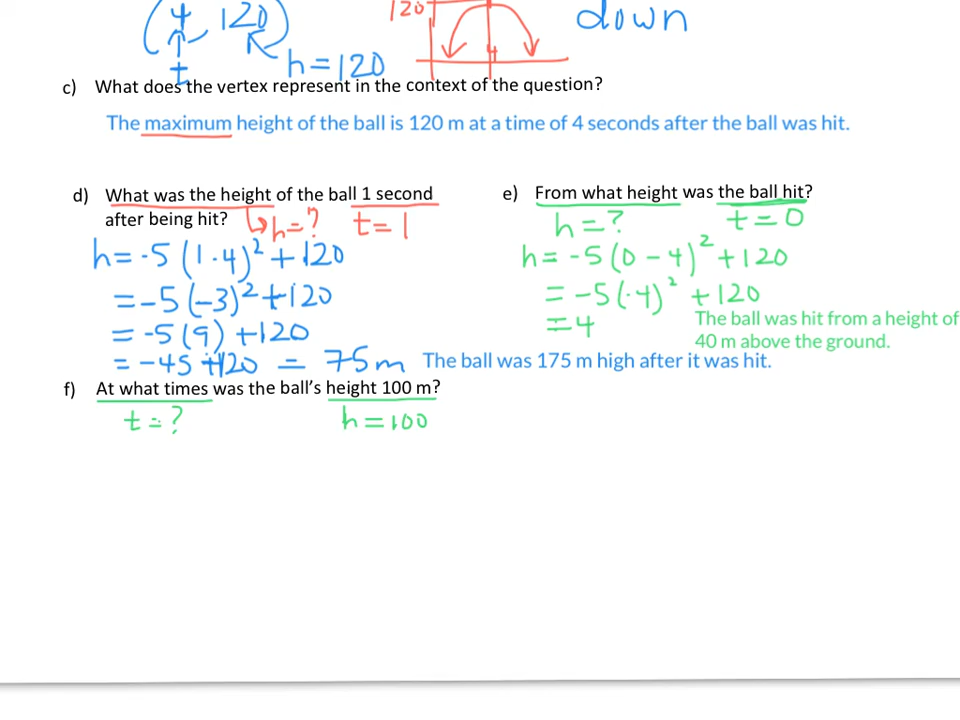 (4, 120)
120
down
4
t
h=120
c) What does the vertex represent in the context of the question?
The maximum height of the ball is 120 m at a time of 4 seconds after the ball was hit.
d) What was the height of the ball 1 second
after being hit?
h=? t=1
h=-5(1-4)²+120
=-5(-3)²+120
=-5(9)+120
=-45+120 = 75m
The ball was 175 m high after it was hit.
e) From what height was the ball hit?
h=? t=0
h=-5(0-4)²+120
=-5(-4)²+120
=4
The ball was hit from a height of
40 m above the ground.
f) At what times was the ball's height 100 m?
t=? h=100